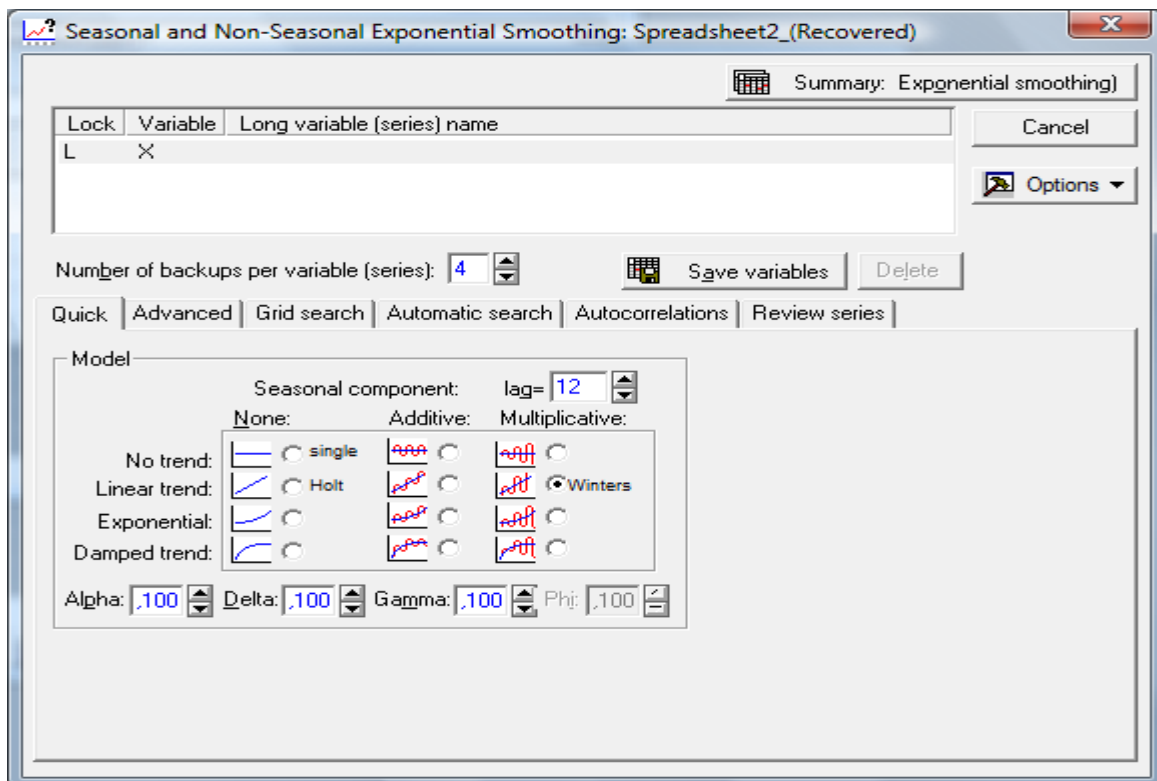 Seasonal and Non-Seasonal Exponential Smoothing: Spreadsheet2_(Recovered)
Summary: Exponential smoothing)
Lock Variable Long variable (series) name
L X
Cancel
Options
Number of backups per variable (series): 4 Save variables Delete
Quick Advanced Grid search Automatic search Autocorrelations Review series
Model
Seasonal component: lag= 12
None: Additive: Multiplicative:
No trend: single
Linear trend: Holt Winters
Exponential:
Damped trend:
Alpha: ,100 Delta: ,100 Gamma: ,100 Phi: ,100